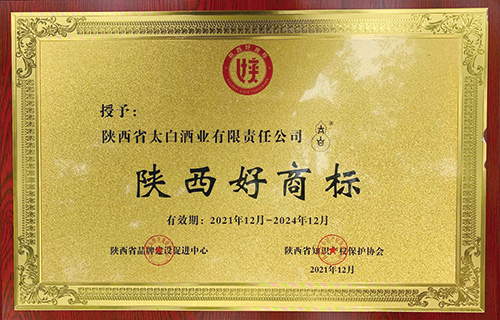 授予：
陕西省太白酒业有限责任公司 太白®
陕西好商标
有效期：2021年12月-2024年12月
陕西省品牌建设促进中心 陕西省知识产权保护协会
2021年12月